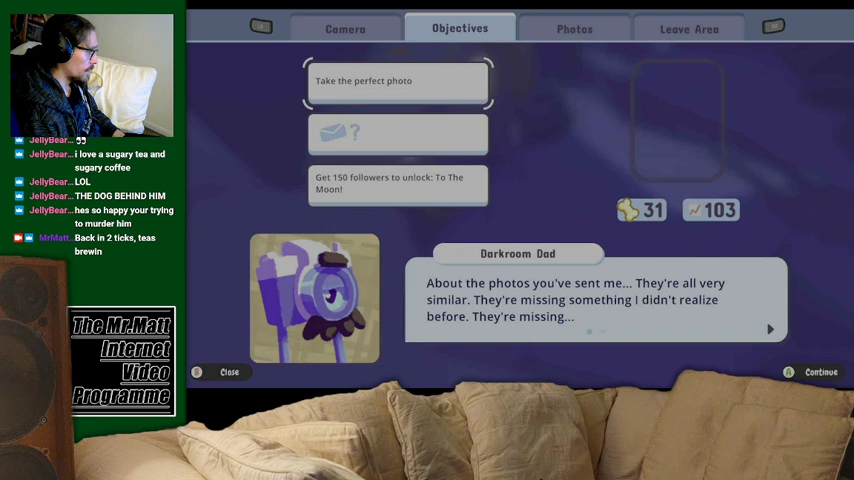 Camera
Objectives
Photos
Leave Area
Take the perfect photo
?
Get 150 followers to unlock: To The
Moon!
31
103
Darkroom Dad
About the photos you've sent me... They're all very
similar. They're missing something I didn't realize
before. They're missing...
Close
Continue
JellyBear...
JellyBear... i love a sugary tea and
sugary coffee
JellyBear... LOL
JellyBear... THE DOG BEHIND HIM
JellyBear... hes so happy your trying
to murder him
MrMatt... Back in 2 ticks, teas
brewin
The Mr.Matt
Internet
Video
Programme